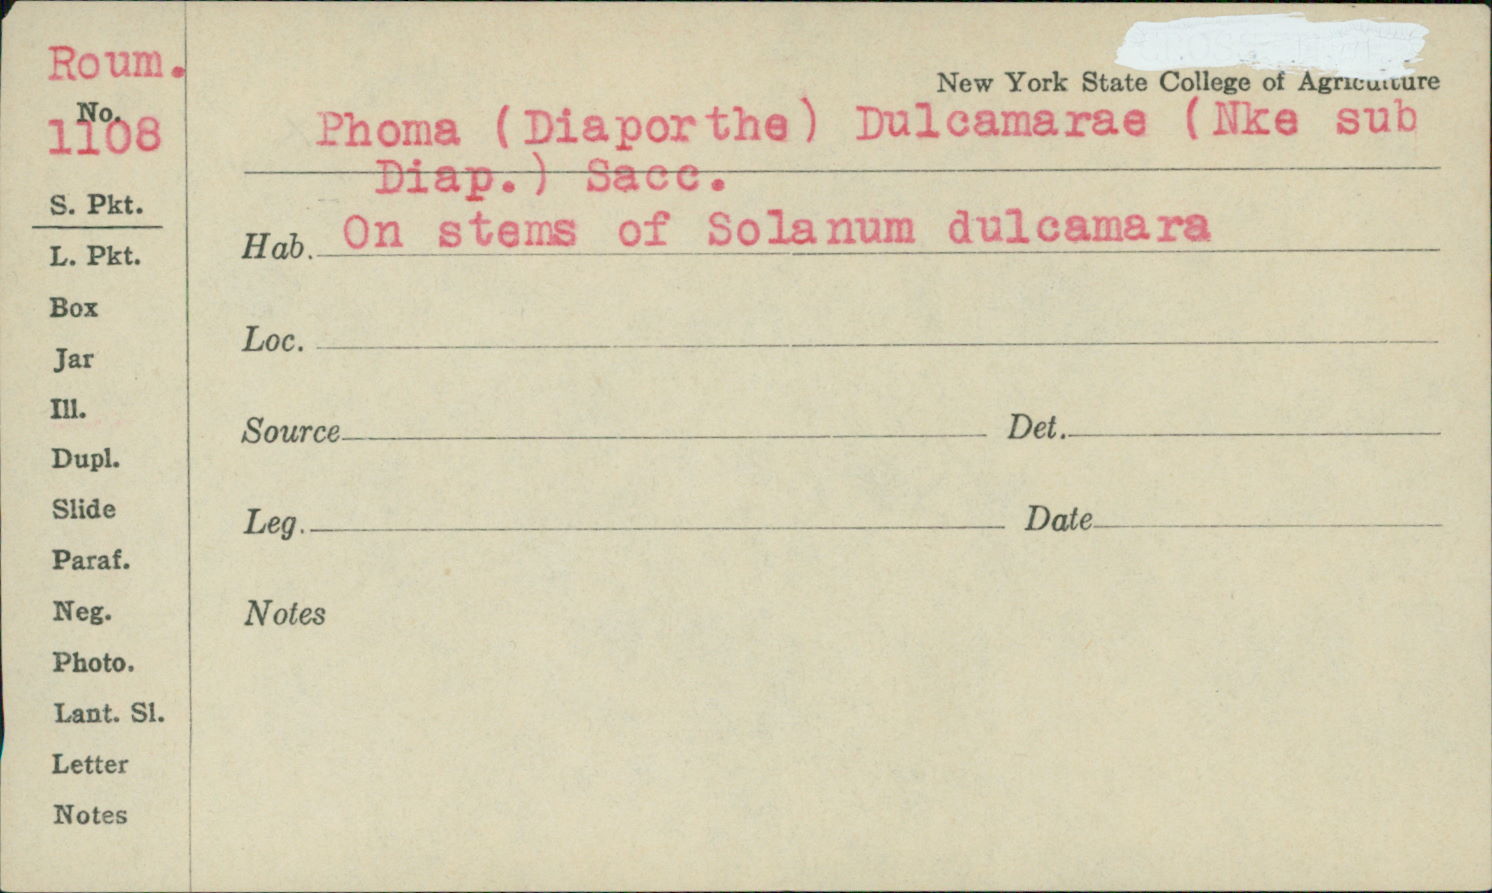 Roum.
No.
1108
S. Pkt.
L. Pkt.
Box
Jar
Ill.
Dupl.
Slide
Paraf.
Neg.
Photo.
Lant. Sl.
Letter
Notes
New York State College of Agriculture
Phoma (Diaporthe) Dulcamarae (Nke sub
Diap.) Sacc.
Hab. On stems of Solanum dulcamara
Loc.
Source Det.
Leg. Date
Notes